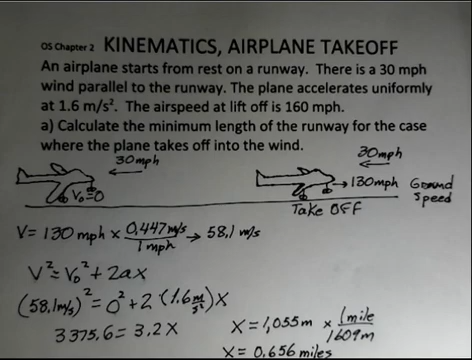 OS Chapter 2 KINEMATICS, AIRPLANE TAKEOFF
An airplane starts from rest on a runway. There is a 30 mph
wind parallel to the runway. The plane accelerates uniformly
at 1.6 m/s². The airspeed at lift off is 160 mph.
a) Calculate the minimum length of the runway for the case
where the plane takes off into the wind.
30mph
30mph
V₀=0
130mph Ground
Speed
Take OFF
V = 130 mph × 0.447 m/s / 1 mph → 58.1 m/s
V² = V₀² + 2ax
(58.1m/s)² = 0² + 2 (1.6 m/s²) X
3375.6 = 3.2 X
X = 1,055 m × 1 mile / 1609 m
X = 0.656 miles